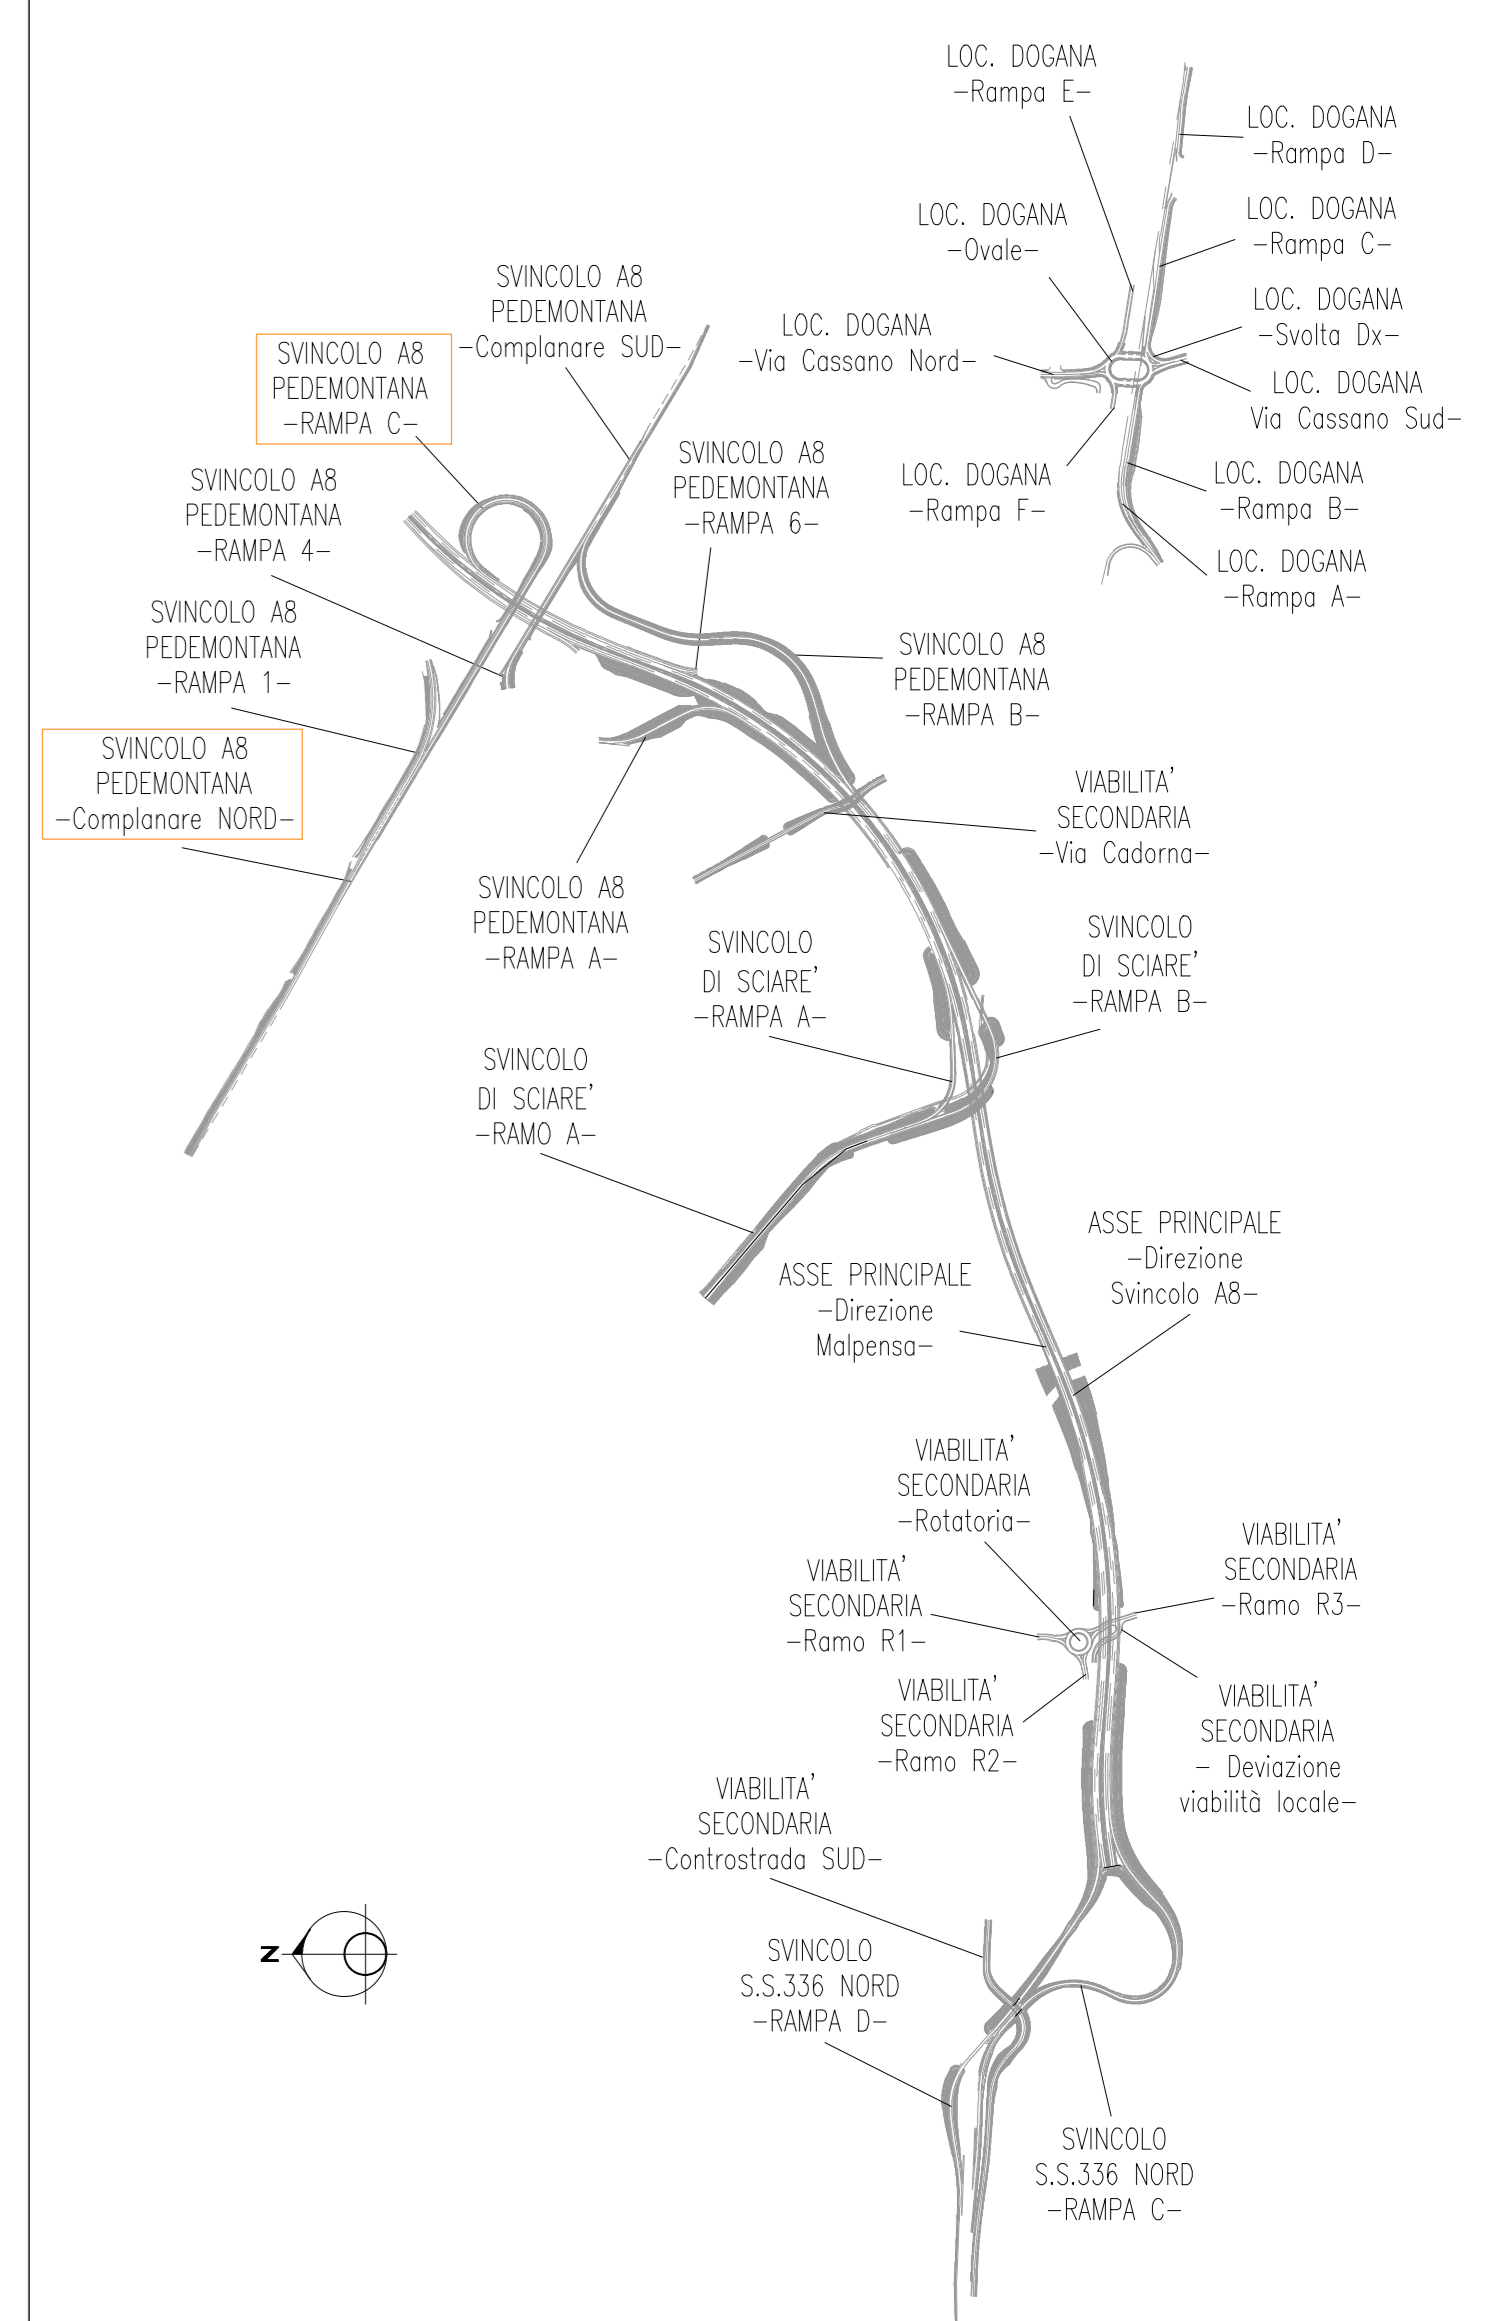 LOC. DOGANA
-Rampa E-
LOC. DOGANA
-Rampa D-
LOC. DOGANA
-Ovale-
LOC. DOGANA
-Rampa C-
SVINCOLO A8
PEDEMONTANA
-Complanare SUD-
LOC. DOGANA
-Svolta Dx-
LOC. DOGANA
-Via Cassano Nord-
SVINCOLO A8
PEDEMONTANA
-RAMPA C-
LOC. DOGANA
Via Cassano Sud-
SVINCOLO A8
PEDEMONTANA
-RAMPA 6-
SVINCOLO A8
PEDEMONTANA
-RAMPA 4-
LOC. DOGANA
-Rampa F-
LOC. DOGANA
-Rampa B-
LOC. DOGANA
-Rampa A-
SVINCOLO A8
PEDEMONTANA
-RAMPA 1-
SVINCOLO A8
PEDEMONTANA
-RAMPA B-
SVINCOLO A8
PEDEMONTANA
-Complanare NORD-
VIABILITA'
SECONDARIA
-Via Cadorna-
SVINCOLO A8
PEDEMONTANA
-RAMPA A-
SVINCOLO
DI SCIARE'
-RAMPA A-
SVINCOLO
DI SCIARE'
-RAMPA B-
SVINCOLO
DI SCIARE'
-RAMO A-
ASSE PRINCIPALE
-Direzione
Svincolo A8-
ASSE PRINCIPALE
-Direzione
Malpensa-
VIABILITA'
SECONDARIA
-Rotatoria-
VIABILITA'
SECONDARIA
-Ramo R3-
VIABILITA'
SECONDARIA
-Ramo R1-
VIABILITA'
SECONDARIA
-Ramo R2-
VIABILITA'
SECONDARIA
- Deviazione
viabilità locale-
VIABILITA'
SECONDARIA
-Controstrada SUD-
N
SVINCOLO
S.S.336 NORD
-RAMPA D-
SVINCOLO
S.S.336 NORD
-RAMPA C-